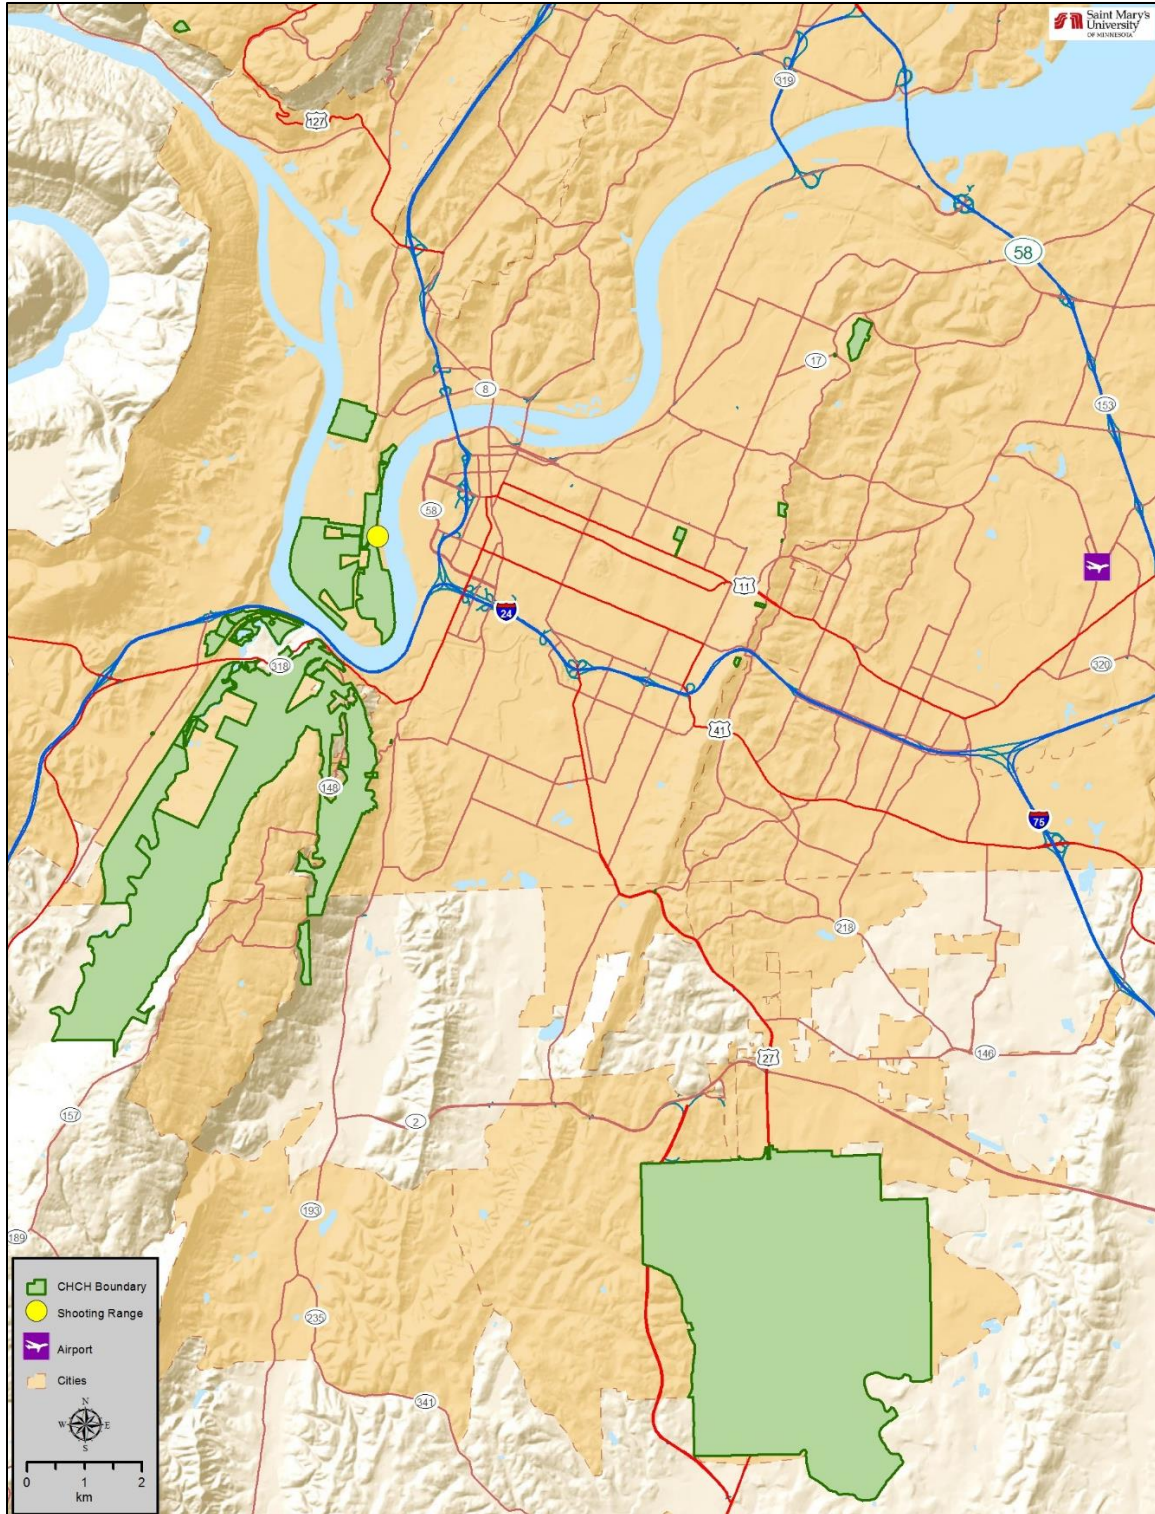 Saint Mary's
University
OF MINNESOTA
319
127
58
17
8
153
58
11
24
318
320
41
148
75
218
27
146
157
2
193
189
CHCH Boundary
Shooting Range
235
Airport
Cities
341
N
W E
S
0 1 2
km